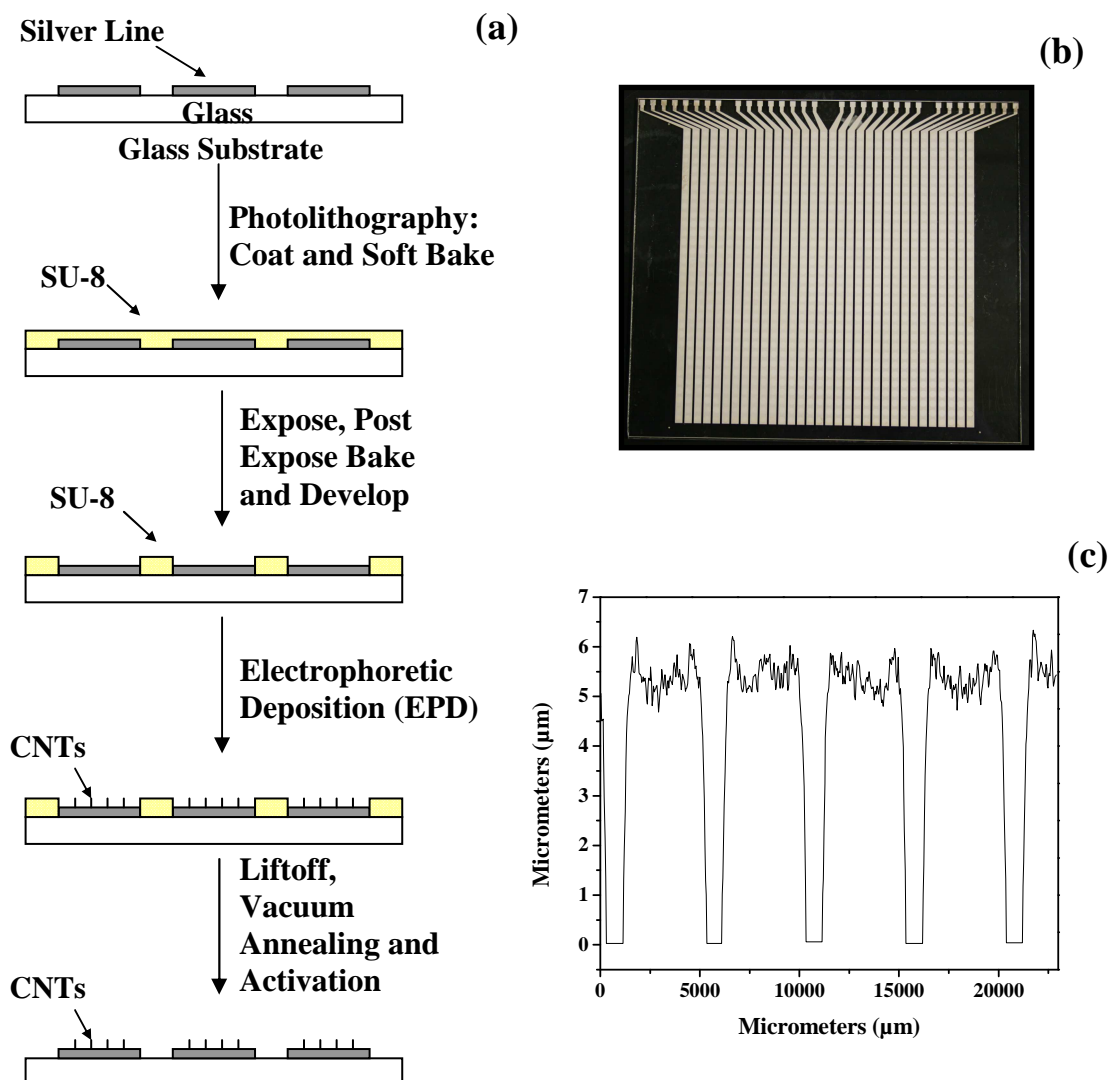 (a)
Silver Line
Glass
Glass Substrate
Photolithography:
Coat and Soft Bake
SU-8
Expose, Post
Expose Bake
and Develop
SU-8
Electrophoretic
Deposition (EPD)
CNTs
Liftoff,
Vacuum
Annealing and
Activation
CNTs
(b)
(c)
7
6
5
4
3
2
1
0
Micrometers (µm)
0 5000 10000 15000 20000
Micrometers (µm)